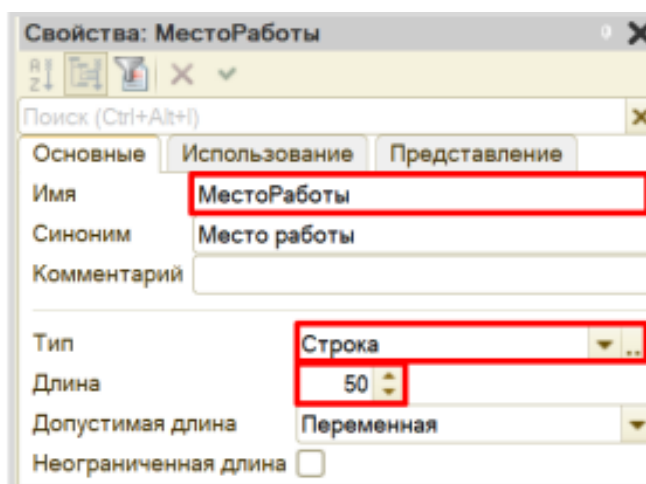 Свойства: МестоРаботы
Поиск (Ctrl+Alt+I)
Основные Использование Представление
Имя МестоРаботы
Синоним Место работы
Комментарий
Тип Строка
Длина 50
Допустимая длина Переменная
Неограниченная длина